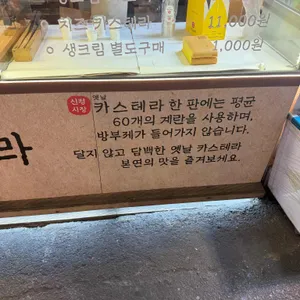 치즈 카스테라 11,000원
생크림 별도구매 1,000원
신정시장
옛날
카스테라 한 판에는 평균
60개의 계란을 사용하며,
방부제가 들어가지 않습니다.
달지 않고 담백한 옛날 카스테라
본연의 맛을 즐겨보세요.
라